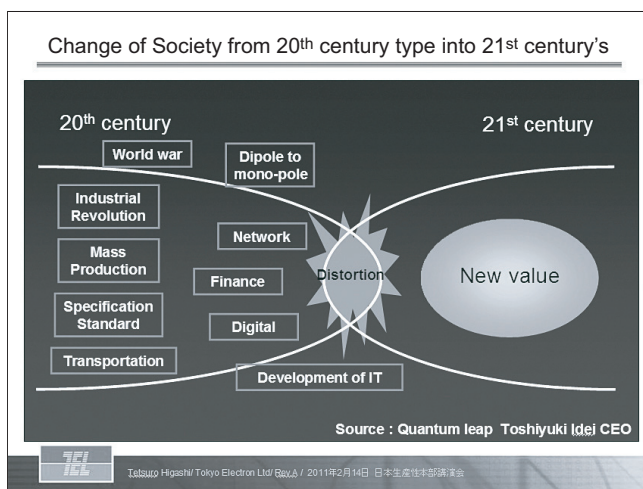 Change of Society from 20th century type into 21st century's
20th century
21st century
World war
Dipole to
mono-pole
Industrial
Revolution
Network
Mass
Production
Distortion
New value
Finance
Specification
Standard
Digital
Transportation
Development of IT
Source : Quantum leap Toshiyuki Idei CEO
TEL
Tetsuro Higashi/ Tokyo Electron Ltd/ Rev.A / 2011年2月14日 日本生産性本部講演会